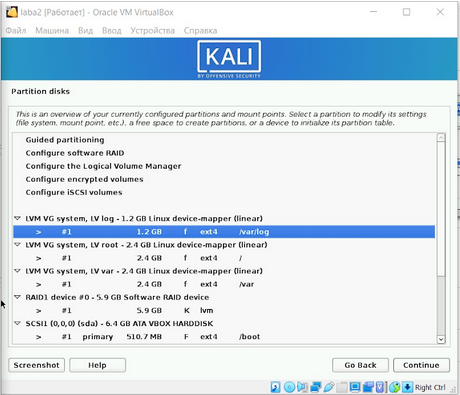 laba2 [Работает] - Oracle VM VirtualBox
Файл Машина Вид Ввод Устройства Справка
KALI
BY OFFENSIVE SECURITY
Partition disks
This is an overview of your currently configured partitions and mount points. Select a partition to modify its settings
(file system, mount point, etc.), a free space to create partitions, or a device to initialize its partition table.
Guided partitioning
Configure software RAID
Configure the Logical Volume Manager
Configure encrypted volumes
Configure iSCSI volumes
LVM VG system, LV log - 1.2 GB Linux device-mapper (linear)
> #1 1.2 GB f ext4 /var/log
LVM VG system, LV root - 2.4 GB Linux device-mapper (linear)
> #1 2.4 GB f ext4 /
LVM VG system, LV var - 2.4 GB Linux device-mapper (linear)
> #1 2.4 GB f ext4 /var
RAID1 device #0 - 5.9 GB Software RAID device
> #1 5.9 GB K lvm
SCSI1 (0,0,0) (sda) - 6.4 GB ATA VBOX HARDDISK
> #1 primary 510.7 MB F ext4 /boot
Screenshot Help Go Back Continue
Right Ctrl